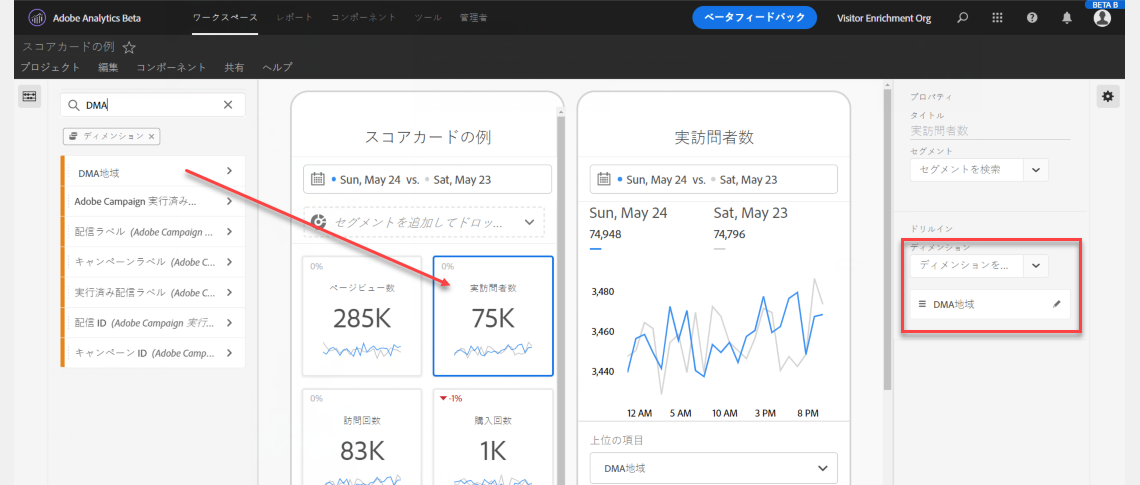 Adobe Analytics Beta
ワークスペース
レポート
コンポーネント
ツール
管理者
ベータフィードバック
Visitor Enrichment Org
BETA B
スコアカードの例
プロジェクト
編集
コンポーネント
共有
ヘルプ
DMA
ディメンション
DMA地域
Adobe Campaign 実行済み...
配信ラベル (Adobe Campaign ...
キャンペーンラベル (Adobe C...
実行済み配信ラベル (Adobe C...
配信 ID (Adobe Campaign 実行...
キャンペーン ID (Adobe Camp...
スコアカードの例
Sun, May 24 vs. Sat, May 23
セグメントを追加してドロッ...
0%
ページビュー数
285K
0%
実訪問者数
75K
0%
訪問回数
83K
-1%
購入回数
1K
実訪問者数
Sun, May 24 vs. Sat, May 23
Sun, May 24
74,948
Sat, May 23
74,796
3,480
3,460
3,440
12 AM
5 AM
10 AM
3 PM
8 PM
上位の項目
DMA地域
プロパティ
タイトル
実訪問者数
セグメント
セグメントを検索
ドリルイン
ディメンション
ディメンションを...
DMA地域